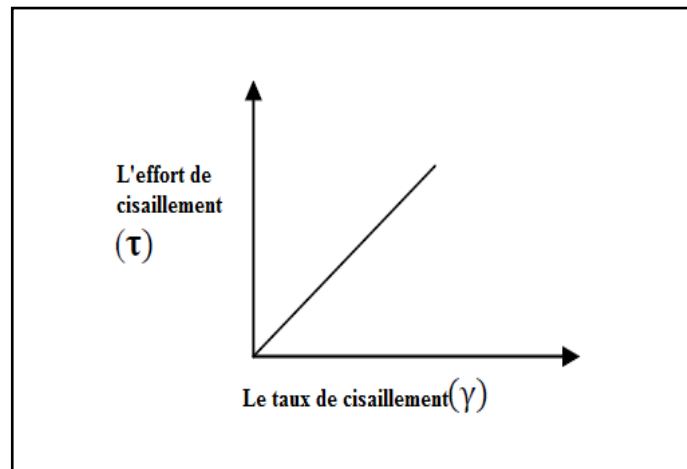 L'effort de
cisaillement
(τ)
Le taux de cisaillement(γ)